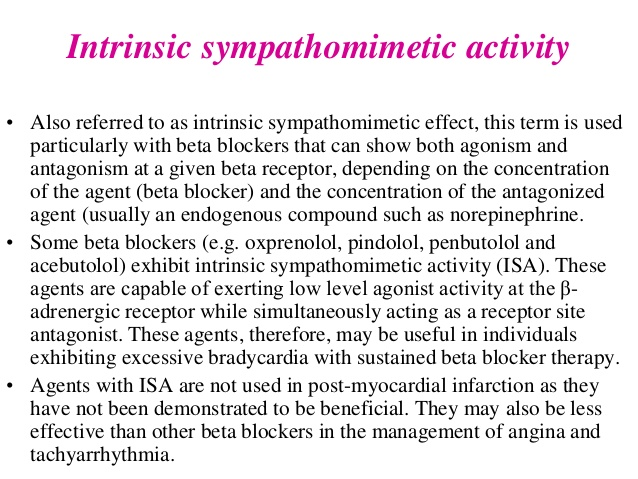 Intrinsic sympathomimetic activity
• Also referred to as intrinsic sympathomimetic effect, this term is used
particularly with beta blockers that can show both agonism and
antagonism at a given beta receptor, depending on the concentration
of the agent (beta blocker) and the concentration of the antagonized
agent (usually an endogenous compound such as norepinephrine.
• Some beta blockers (e.g. oxprenolol, pindolol, penbutolol and
acebutolol) exhibit intrinsic sympathomimetic activity (ISA). These
agents are capable of exerting low level agonist activity at the β-
adrenergic receptor while simultaneously acting as a receptor site
antagonist. These agents, therefore, may be useful in individuals
exhibiting excessive bradycardia with sustained beta blocker therapy.
• Agents with ISA are not used in post-myocardial infarction as they
have not been demonstrated to be beneficial. They may also be less
effective than other beta blockers in the management of angina and
tachyarrhythmia.